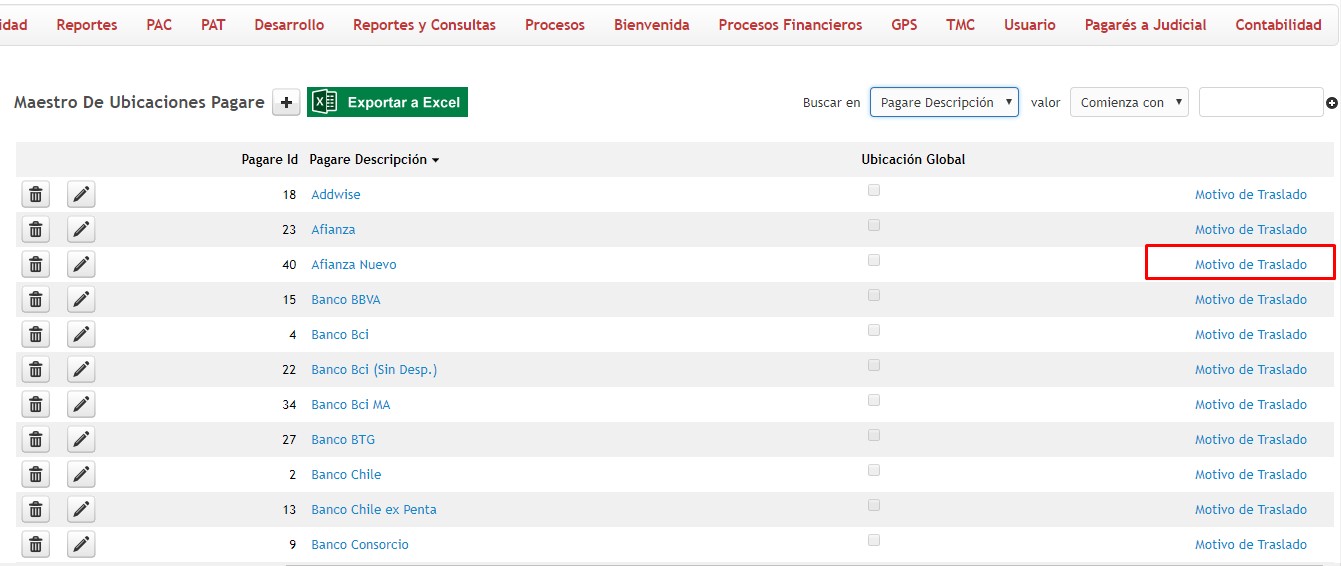 idad Reportes PAC PAT Desarrollo Reportes y Consultas Procesos Bienvenida Procesos Financieros GPS TMC Usuario Pagarés a Judicial Contabilidad
Maestro De Ubicaciones Pagare + Exportar a Excel Buscar en Pagare Descripción valor Comienza con
Pagare Id Pagare Descripción Ubicación Global
18 Addwise Motivo de Traslado
23 Afianza Motivo de Traslado
40 Afianza Nuevo Motivo de Traslado
15 Banco BBVA Motivo de Traslado
4 Banco Bci Motivo de Traslado
22 Banco Bci (Sin Desp.) Motivo de Traslado
34 Banco Bci MA Motivo de Traslado
27 Banco BTG Motivo de Traslado
2 Banco Chile Motivo de Traslado
13 Banco Chile ex Penta Motivo de Traslado
9 Banco Consorcio Motivo de Traslado